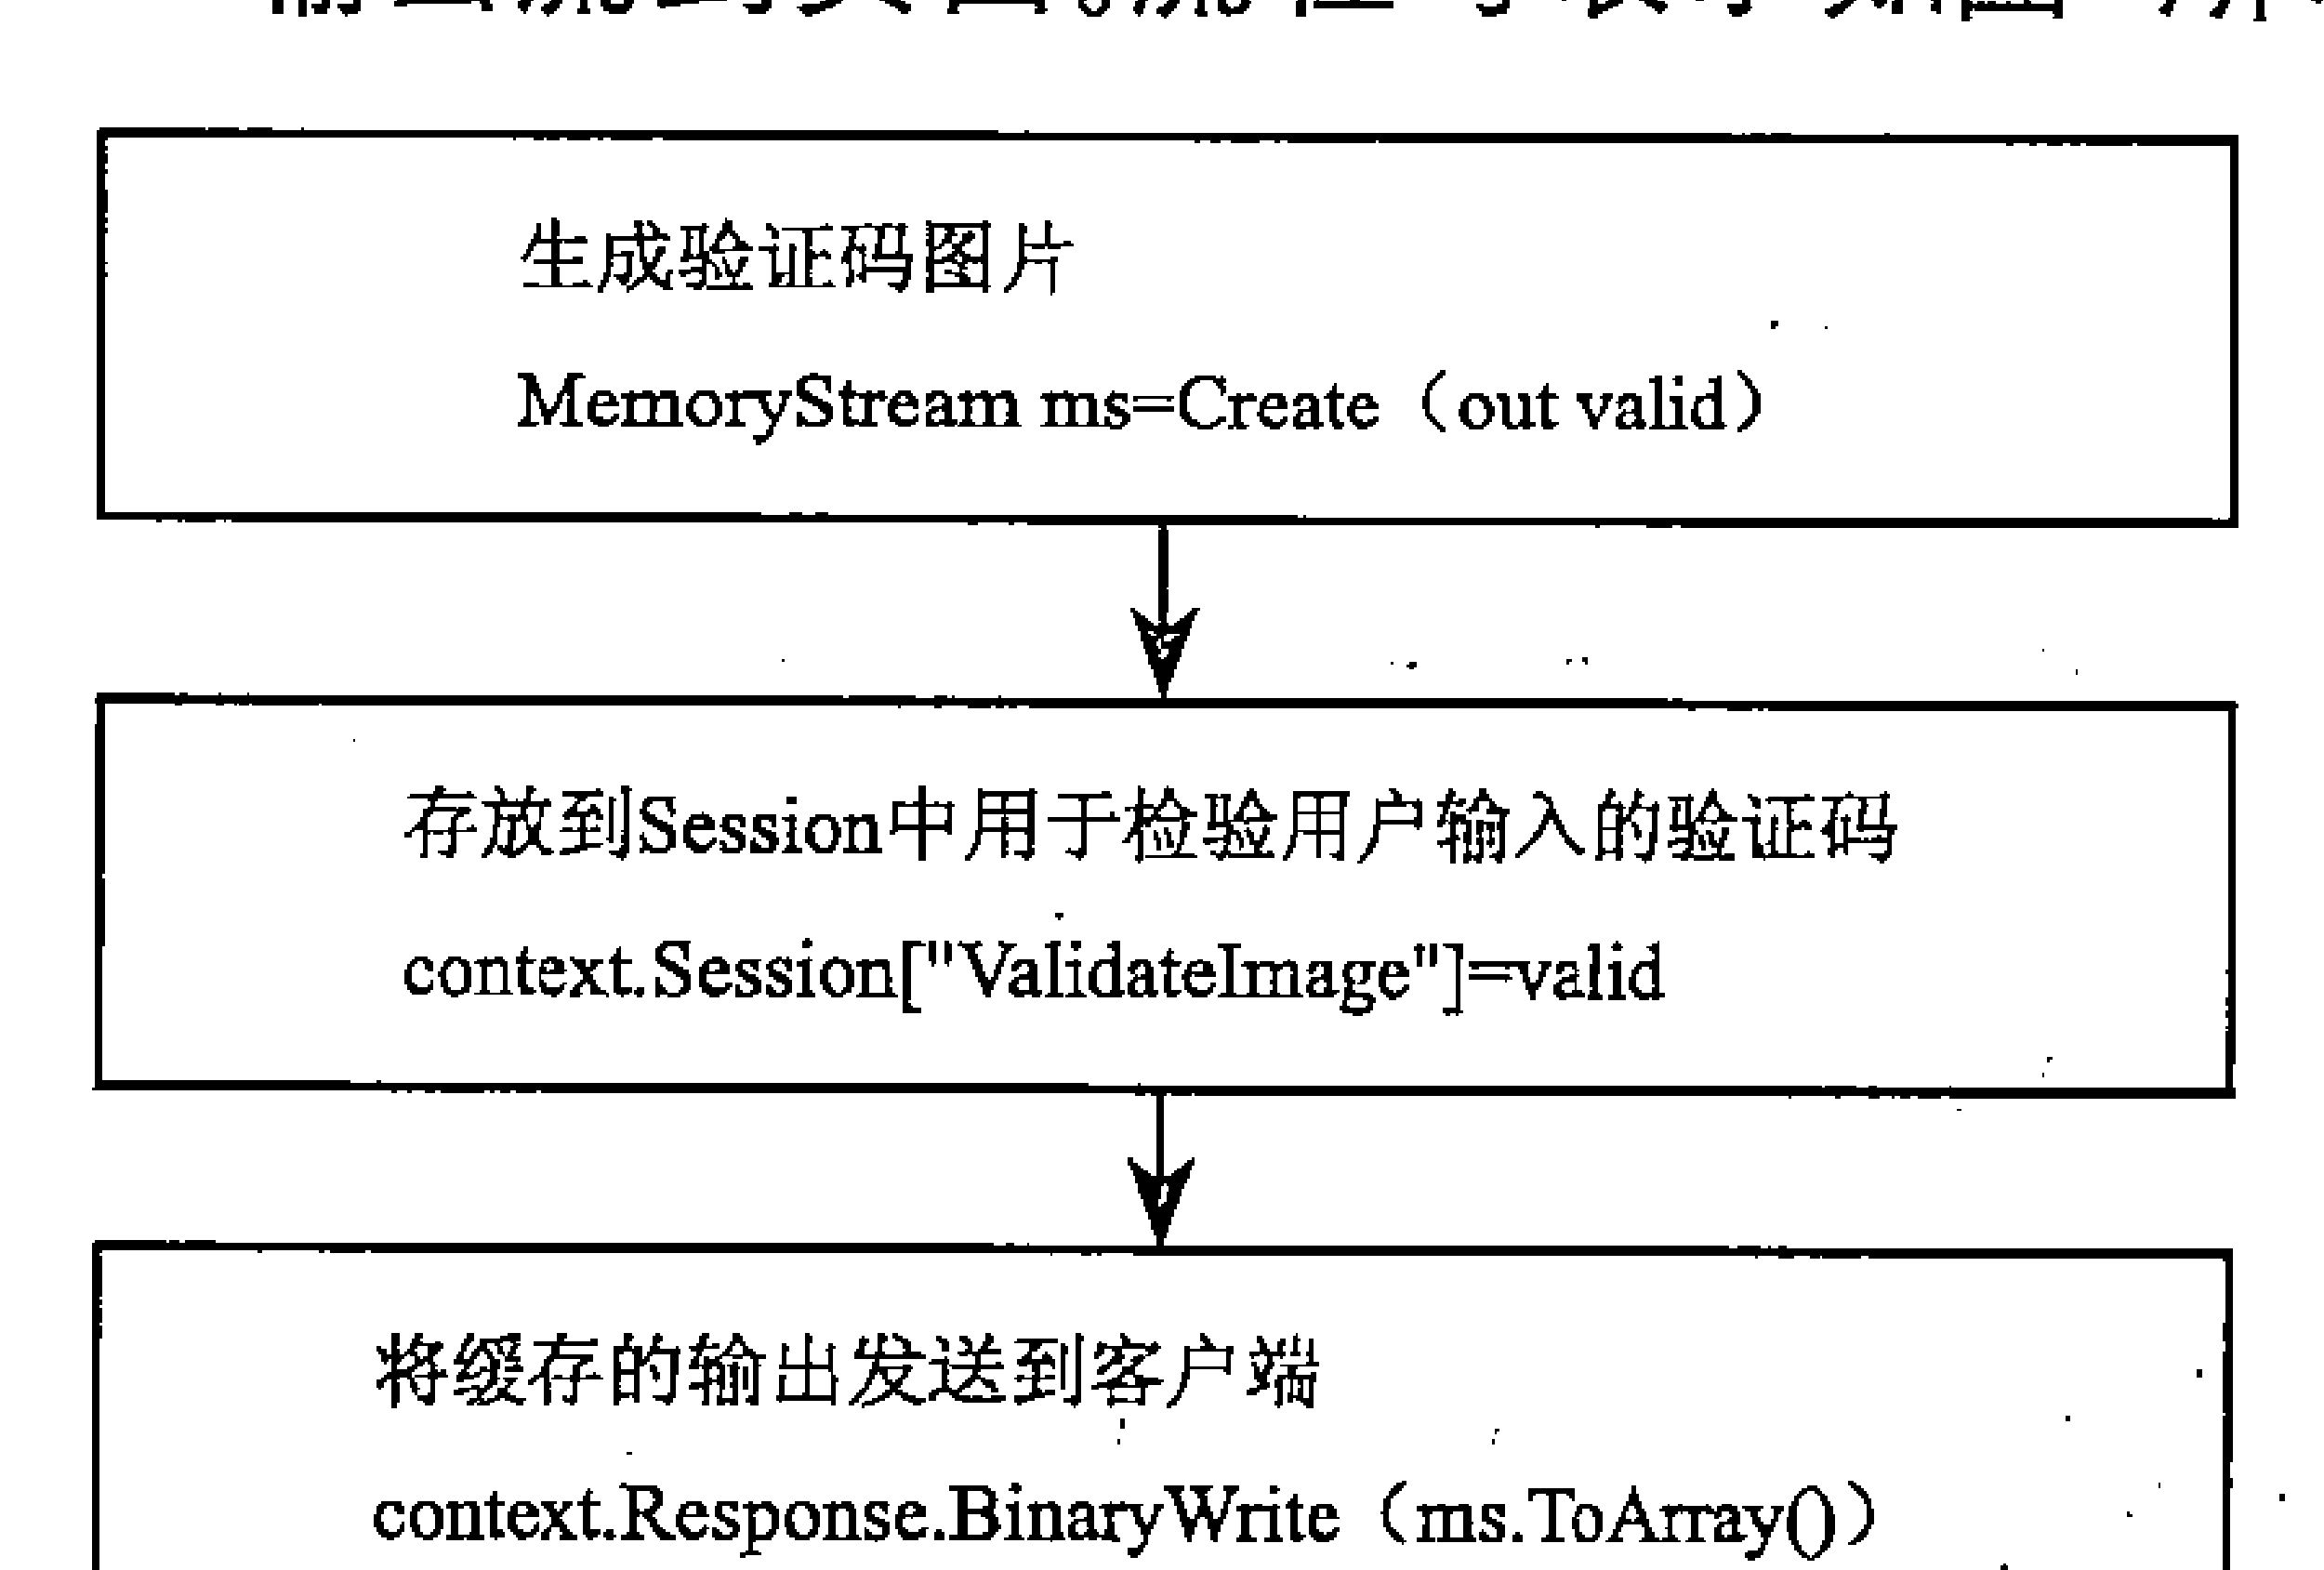 生成验证码图片
MemoryStream ms=Create（out valid）
存放到Session中用于检验用户输入的验证码
context.Session["ValidateImage"]=valid
将缓存的输出发送到客户端
context.Response.BinaryWrite（ms.ToArray()）